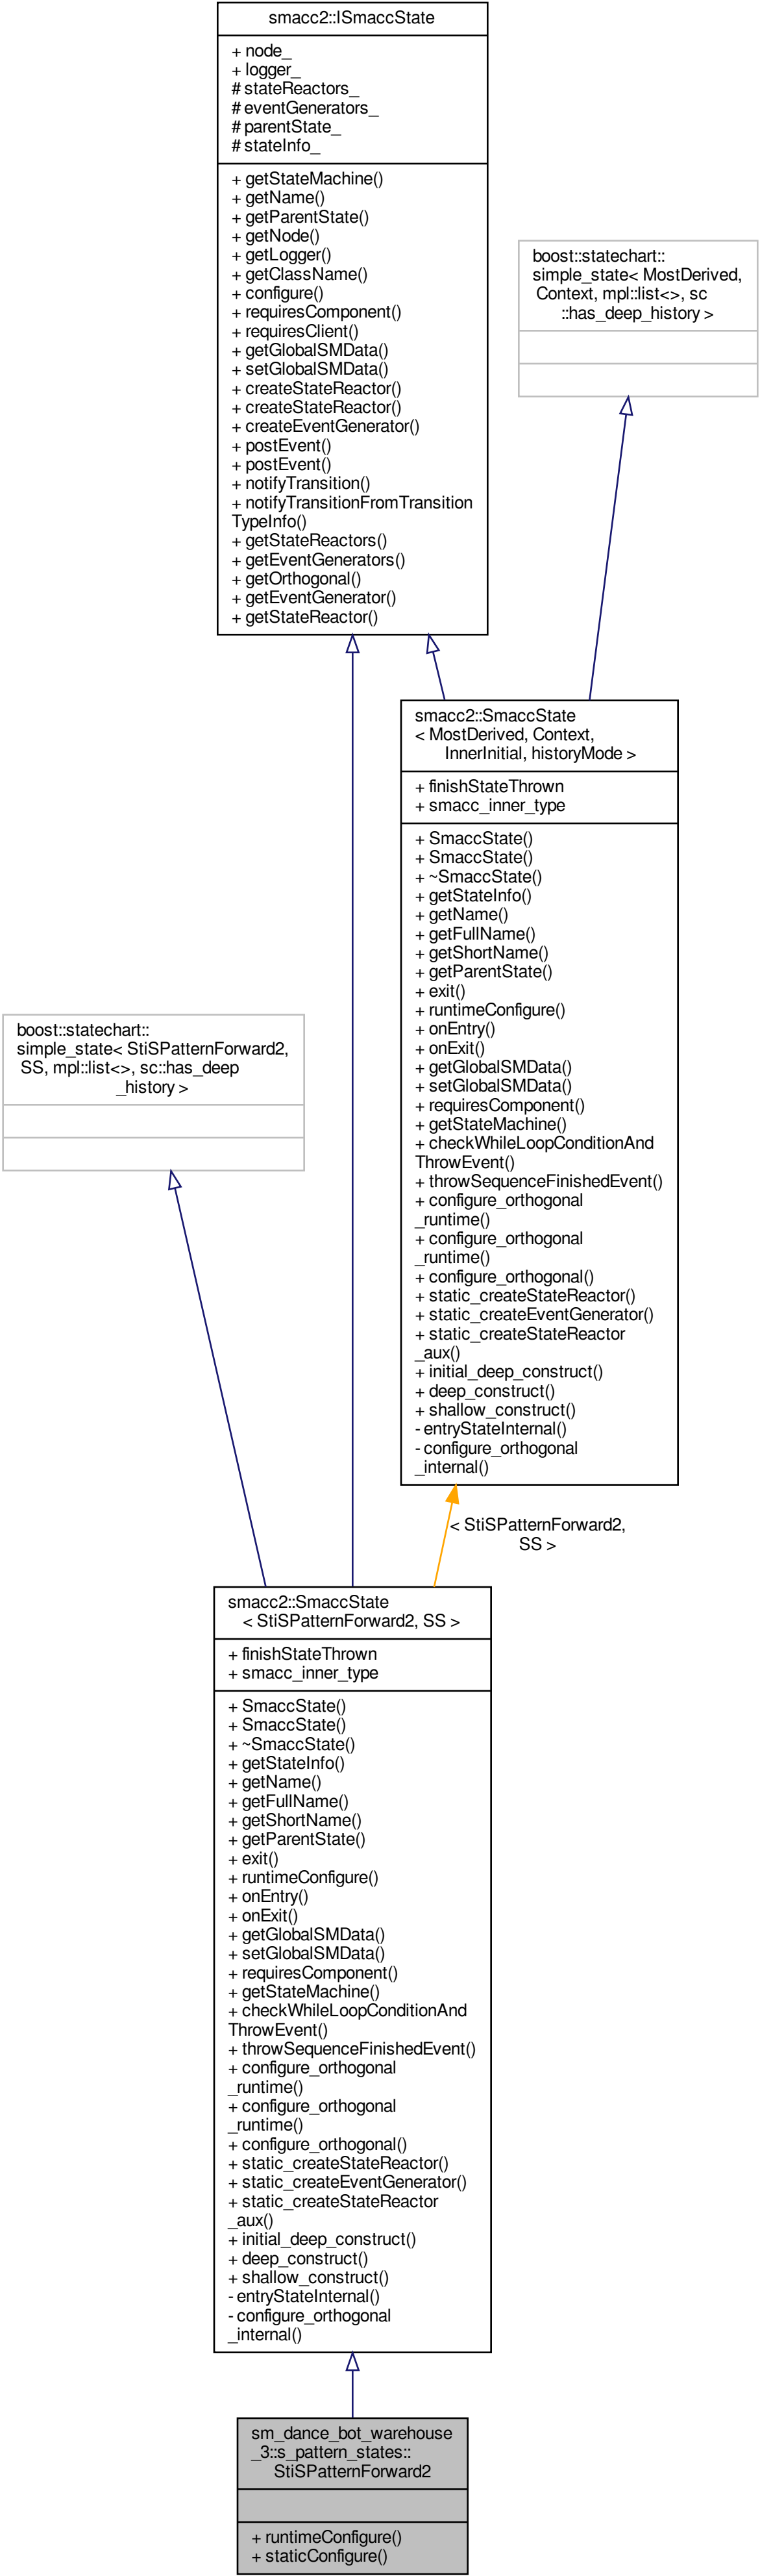 smacc2::ISmaccState
+ node_
+ logger_
# stateReactors_
# eventGenerators_
# parentState_
# stateInfo_
+ getStateMachine()
+ getName()
+ getParentState()
+ getNode()
+ getLogger()
+ getClassName()
+ configure()
+ requiresComponent()
+ requiresClient()
+ getGlobalSMData()
+ setGlobalSMData()
+ createStateReactor()
+ createStateReactor()
+ createEventGenerator()
+ postEvent()
+ postEvent()
+ notifyTransition()
+ notifyTransitionFromTransition
TypeInfo()
+ getStateReactors()
+ getEventGenerators()
+ getOrthogonal()
+ getEventGenerator()
+ getStateReactor()
boost::statechart::
simple_state< MostDerived,
Context, mpl::list<>, sc
::has_deep_history >
smacc2::SmaccState
< MostDerived, Context,
InnerInitial, historyMode >
+ finishStateThrown
+ smacc_inner_type
+ SmaccState()
+ SmaccState()
+ ~SmaccState()
+ getStateInfo()
+ getName()
+ getFullName()
+ getShortName()
+ getParentState()
+ exit()
+ runtimeConfigure()
+ onEntry()
+ onExit()
+ getGlobalSMData()
+ setGlobalSMData()
+ requiresComponent()
+ getStateMachine()
+ checkWhileLoopConditionAnd
ThrowEvent()
+ throwSequenceFinishedEvent()
+ configure_orthogonal
_runtime()
+ configure_orthogonal
_runtime()
+ configure_orthogonal()
+ static_createStateReactor()
+ static_createEventGenerator()
+ static_createStateReactor
_aux()
+ initial_deep_construct()
+ deep_construct()
+ shallow_construct()
- entryStateInternal()
- configure_orthogonal
_internal()
boost::statechart::
simple_state< StiSPatternForward2,
SS, mpl::list<>, sc::has_deep
_history >
< StiSPatternForward2,
SS >
smacc2::SmaccState
< StiSPatternForward2, SS >
+ finishStateThrown
+ smacc_inner_type
+ SmaccState()
+ SmaccState()
+ ~SmaccState()
+ getStateInfo()
+ getName()
+ getFullName()
+ getShortName()
+ getParentState()
+ exit()
+ runtimeConfigure()
+ onEntry()
+ onExit()
+ getGlobalSMData()
+ setGlobalSMData()
+ requiresComponent()
+ getStateMachine()
+ checkWhileLoopConditionAnd
ThrowEvent()
+ throwSequenceFinishedEvent()
+ configure_orthogonal
_runtime()
+ configure_orthogonal
_runtime()
+ configure_orthogonal()
+ static_createStateReactor()
+ static_createEventGenerator()
+ static_createStateReactor
_aux()
+ initial_deep_construct()
+ deep_construct()
+ shallow_construct()
- entryStateInternal()
- configure_orthogonal
_internal()
sm_dance_bot_warehouse
_3::s_pattern_states::
StiSPatternForward2
+ runtimeConfigure()
+ staticConfigure()